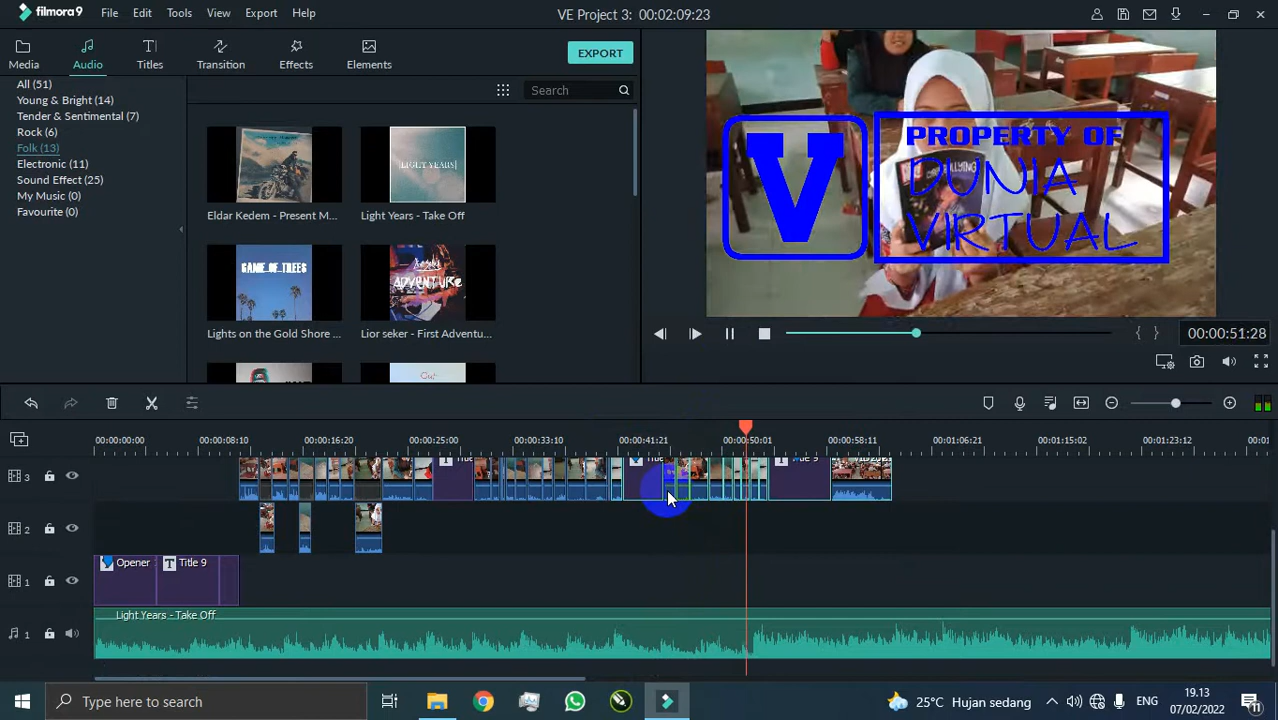 filmora9 File Edit Tools View Export Help VE Project 3: 00:02:09:23
Media Audio Titles Transition Effects Elements EXPORT
All (51)
Young & Bright (14)
Tender & Sentimental (7)
Rock (6)
Folk (13)
Electronic (11)
Sound Effect (25)
My Music (0)
Favourite (0)
Search
LIGHT YEARS
Eldar Kedem - Present M... Light Years - Take Off
GAME OF TREES
ADVENTURE
Lights on the Gold Shore ... Lior seker - First Adventu...
Cut
V
PROPERTY OF
DUNIA
VIRTUAL
00:00:51:28
00:00:00:00 00:00:08:10 00:00:16:20 00:00:25:00 00:00:33:10 00:00:41:21 00:00:50:01 00:00:58:11 00:01:06:21 00:01:15:02 00:01:23:12
3
2
1 Opener T Title 9
1 Light Years - Take Off
Type here to search
25°C Hujan sedang
ENG
19.13
07/02/2022